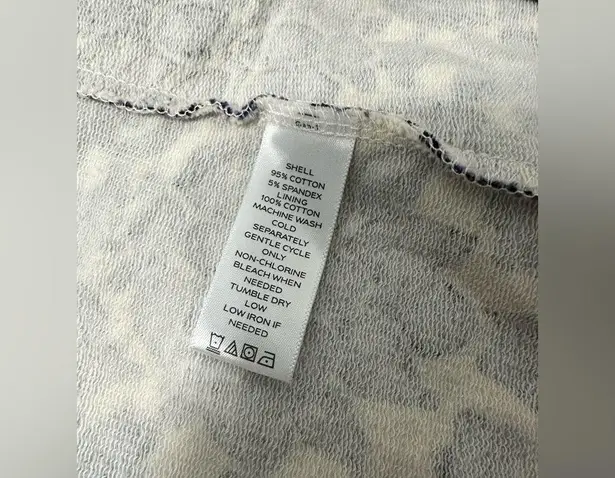 SHELL
95% COTTON
5% SPANDEX
LINING
100% COTTON
MACHINE WASH
COLD
SEPARATELY
GENTLE CYCLE
ONLY
NON-CHLORINE
BLEACH WHEN
NEEDED
TUMBLE DRY
LOW
LOW IRON IF
NEEDED